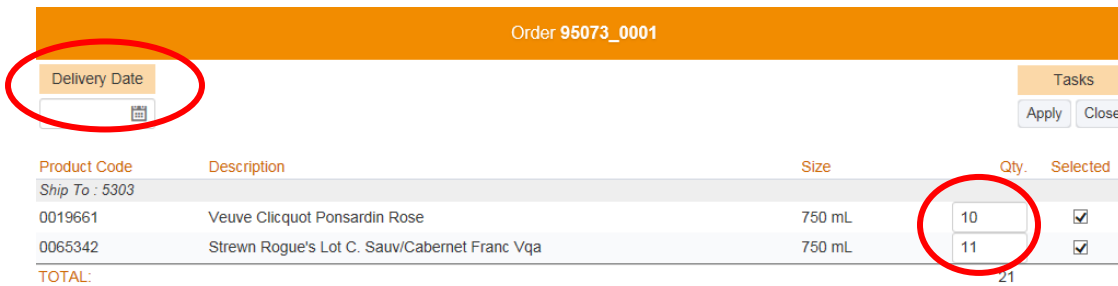 Order 95073_0001
Delivery Date Tasks
Apply Close
Product Code Description Size Qty. Selected
Ship To : 5303
0019661 Veuve Clicquot Ponsardin Rose 750 mL 10
0065342 Strewn Rogue's Lot C. Sauv/Cabernet Franc Vqa 750 mL 11
TOTAL: 21